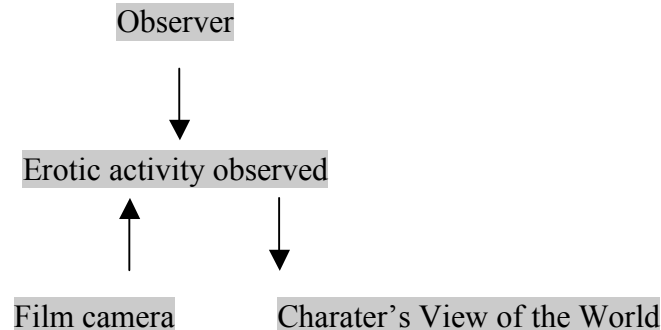 Observer
Erotic activity observed
Film camera
Charater’s View of the World